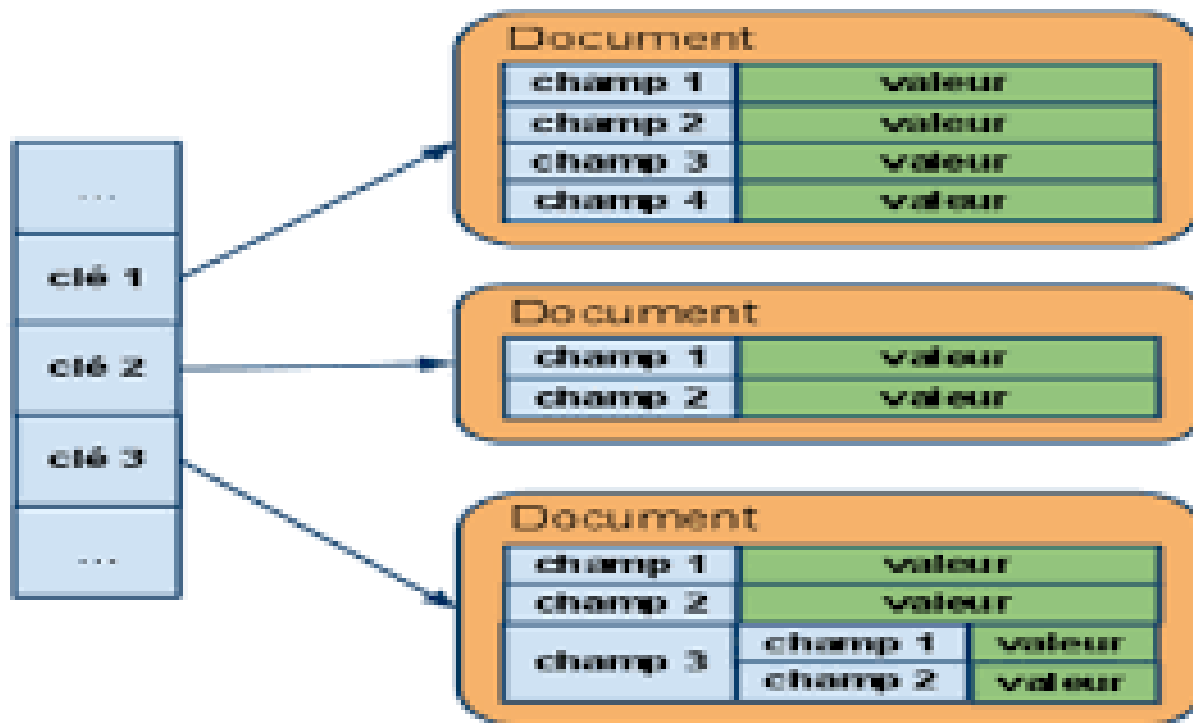 ...
clé 1
clé 2
clé 3
...
Document
champ 1 valeur
champ 2 valeur
champ 3 valeur
champ 4 valeur
Document
champ 1 valeur
champ 2 valeur
Document
champ 1 valeur
champ 2 valeur
champ 3
champ 1 valeur
champ 2 valeur